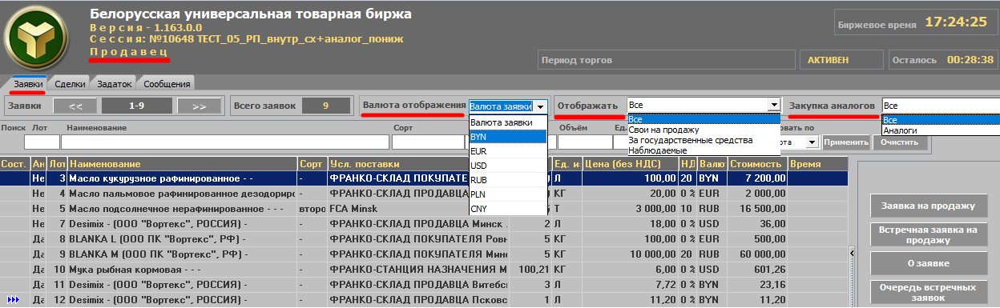 Белорусская универсальная товарная биржа
Версия - 1.163.0.0
Сессия: №10648 ТЕСТ_05_РП_внутр_сх+аналог_пониж
Продавец
Биржевое время 17:24:25
Период торгов АКТИВЕН Осталось 00:28:38
Заявки Сделки Задаток Сообщения
Заявки << 1-9 >> Всего заявок 9 Валюта отображения Валюта заявки Отображать Все Закупка аналогов Все
Валюта заявки
BYN
EUR
USD
RUB
PLN
CNY
Все
Свои на продажу
За государственные средства
Наблюдаемые
Все
Аналоги
Поиск Лот Наименование Сорт Объём Ед. овать по
юта Применить Очистить
Сост. Ан Лот Наименование Сорт Усл. поставки Ед. из Цена (без НДС) НД Валю Стоимость Время
Не 3 Масло кукурузное рафинированное - - - ФРАНКО-СКЛАД ПОКУПАТЕ Л 100,00 20 BYN 7 200,00
Не 4 Масло пальмовое рафинированное дезодориро - ФРАНКО-СКЛАД ПРОДАВЦА КГ 20,00 0 % EUR 2 000,00
Не 5 Масло подсолнечное нерафинированное - - - второ FCA Minsk Т 3 000,00 10 RUB 16 500,00
Не 7 Desimix - (ООО "Вортекс", РОССИЯ) - - ФРАНКО-СКЛАД ПРОДАВЦА Минск . 2 Л 18,00 0 % USD 36,00
Да 8 BLANKA L (ООО ПК "Вортекс", РФ) - - ФРАНКО-СКЛАД ПОКУПАТЕЛЯ Ровн 5 КГ 100,00 0 % EUR 500,00
Да 9 BLANKA M (ООО ПК "Вортекс", РФ) - - ФРАНКО-СКЛАД ПОКУПАТЕЛЯ Минс 5 КГ 10 000,00 20 RUB 60 000,00
Да 10 Мука рыбная кормовая - - - - ФРАНКО-СТАНЦИЯ НАЗНАЧЕНИЯ М 100,21 КГ 6,00 0 % USD 601,26
Да 11 Desimix - (ООО "Вортекс", РОССИЯ) - - ФРАНКО-СКЛАД ПРОДАВЦА Витебс 3 Л 7,72 0 % BYN 23,16
Да 12 Desimix - (ООО "Вортекс", РОССИЯ) - - ФРАНКО-СКЛАД ПРОДАВЦА Псковс 1 Л 11,20 0 % BYN 11,20
Заявка на продажу
Встречная заявка на
продажу
О заявке
Очередь встречных
заявок